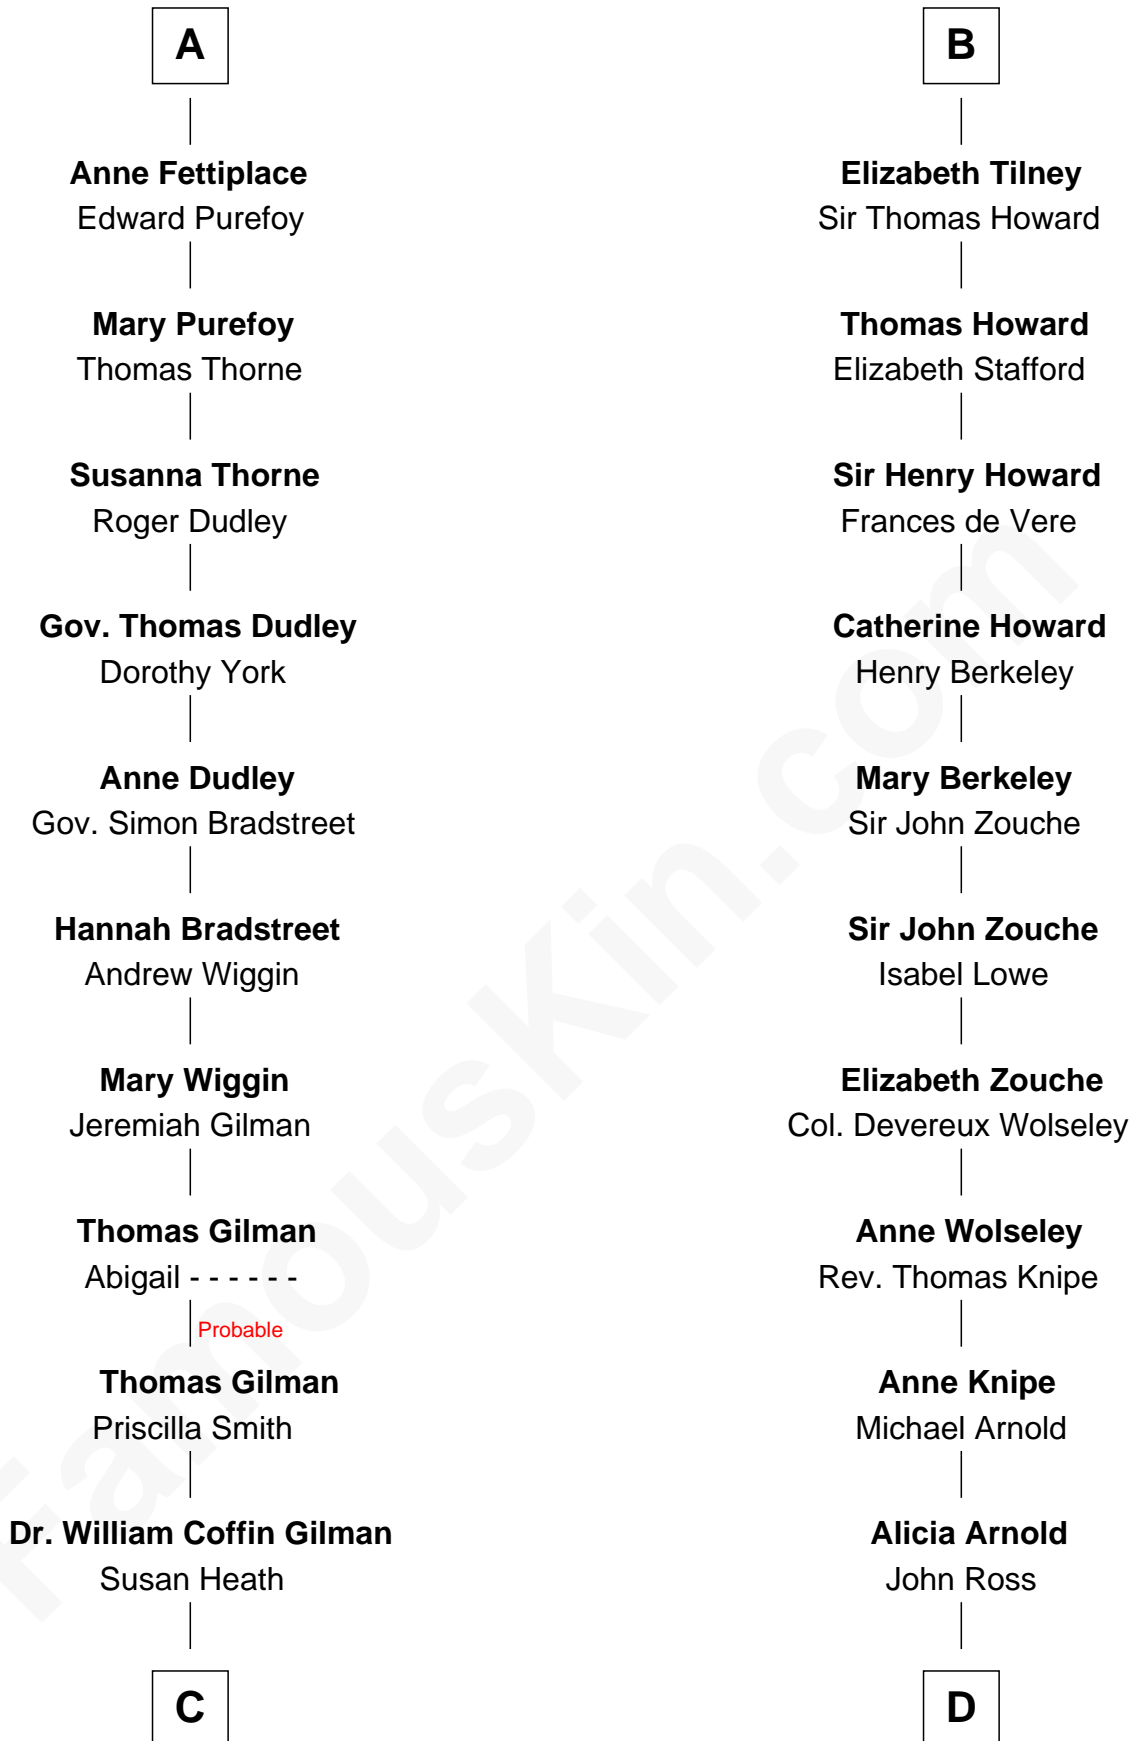 A
Anne Fettiplace
Edward Purefoy
Mary Purefoy
Thomas Thorne
Susanna Thorne
Roger Dudley
Gov. Thomas Dudley
Dorothy York
Anne Dudley
Gov. Simon Bradstreet
Hannah Bradstreet
Andrew Wiggin
Mary Wiggin
Jeremiah Gilman
Thomas Gilman
Abigail - - - - - -
Probable
Thomas Gilman
Priscilla Smith
Dr. William Coffin Gilman
Susan Heath
C
B
Elizabeth Tilney
Sir Thomas Howard
Thomas Howard
Elizabeth Stafford
Sir Henry Howard
Frances de Vere
Catherine Howard
Henry Berkeley
Mary Berkeley
Sir John Zouche
Sir John Zouche
Isabel Lowe
Elizabeth Zouche
Col. Devereux Wolseley
Anne Wolseley
Rev. Thomas Knipe
Anne Knipe
Michael Arnold
Alicia Arnold
John Ross
D
FamousKin.com